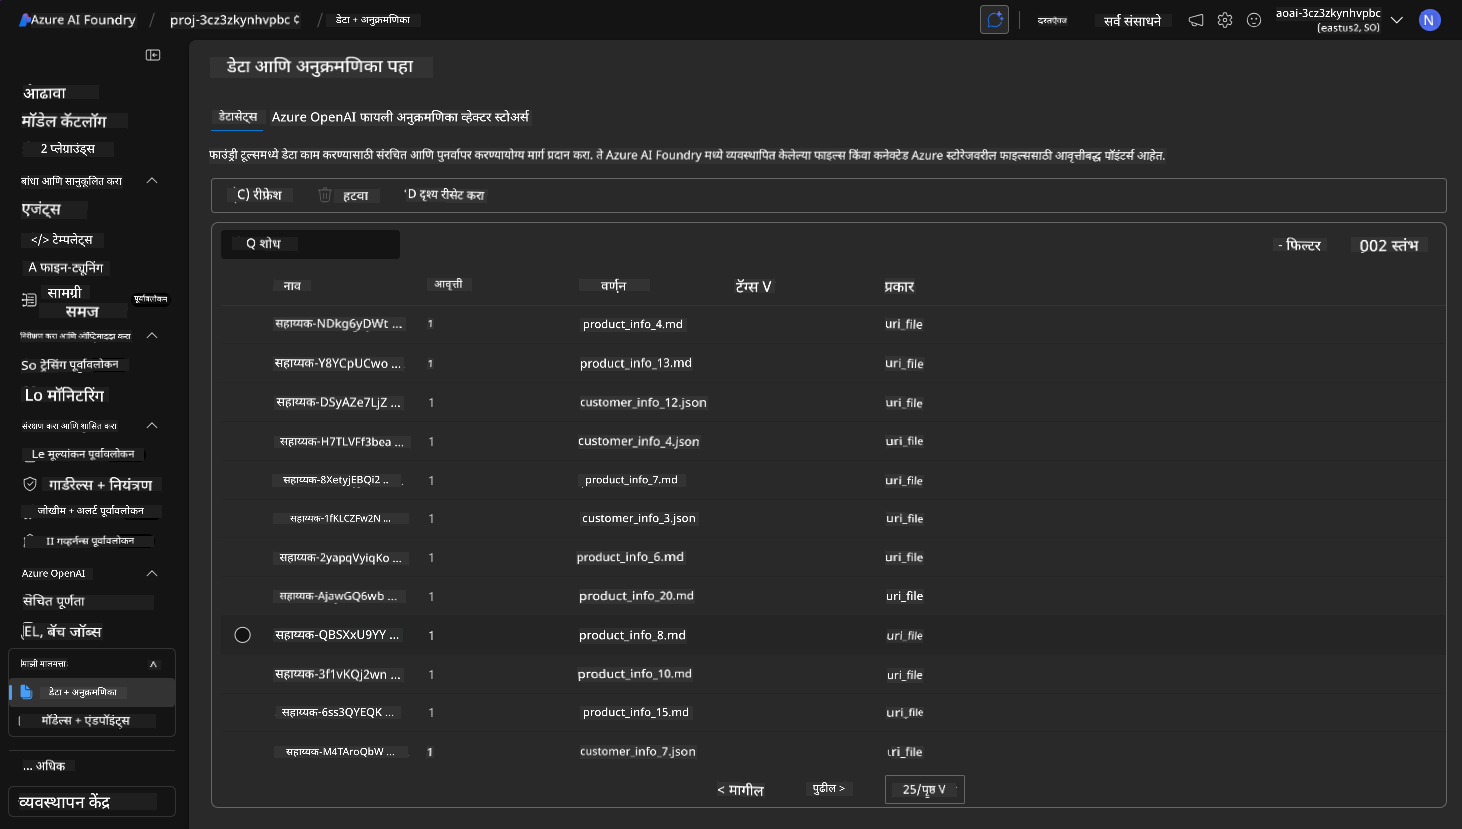 Azure AI Foundry / proj-3cz3zkynhvpbc ¢ / डेटा + अनुक्रमणिका
सर्व संसाधने
aoai-3cz3zkynhvpbc
(eastus2, SO)
N
आढावा
मॉडेल कॅटलॉग
2 प्लेग्राउंड्स
बांधा आणि सानुकूलित करा
एजंट्स
</> टेम्पलेट्स
A फाइन-ट्यूनिंग
सामग्री
समज
पूर्वावलोकन
निरीक्षण करा आणि ऑप्टिमाइझ करा
So ट्रेसिंग पूर्वावलोकन
Lo मॉनिटरिंग
संरक्षण करा आणि शासित करा
Le मूल्यांकन पूर्वावलोकन
गार्डरेल्स + नियंत्रण
जोखीम + अलर्ट पूर्वावलोकन
II गव्हर्नन्स पूर्वावलोकन
Azure OpenAI
संचित पूर्णता
EL, बॅच जॉब्स
माझी मालमत्ता
डेटा + अनुक्रमणिका
मॉडेल्स + एंडपॉइंट्स
... अधिक
व्यवस्थापन केंद्र
डेटा आणि अनुक्रमणिका पहा
डेटासेट्स Azure OpenAI फायली अनुक्रमणिका व्हेक्टर स्टोअर्स
फाउंड्री टूल्समध्ये डेटा काम करण्यासाठी संरचित आणि पुनर्वापर करण्यायोग्य मार्ग प्रदान करा. ते Azure AI Foundry मध्ये व्यवस्थापित केलेल्या फाइल्स किंवा कनेक्टेड Azure स्टोरेजवरील फाइल्ससाठी आवृत्तीबद्ध पॉइंटर्स आहेत.
C) रीफ्रेश हटवा 'D दृश्य रीसेट करा
Q शोध - फिल्टर 002 स्तंभ
नाव आवृत्ती वर्णन टॅग्स V प्रकार
सहाय्यक-NDkg6yDWt ... 1 product_info_4.md uri_file
सहाय्यक-Y8YCpUCwo ... 1 product_info_13.md uri_file
सहाय्यक-DSyAZe7LjZ ... 1 customer_info_12.json uri_file
सहाय्यक-H7TLVFf3bea ... 1 customer_info_4.json uri_file
सहाय्यक-8XetyjEBQi2 .. 1 product_info_7.md uri_file
सहाय्यक-1fKLCZFw2N ... 1 customer_info_3.json uri_file
सहाय्यक-2yapqVyiqKo ... 1 product_info_6.md uri_file
सहाय्यक-AjawGQ6wb ... 1 product_info_20.md uri_file
सहाय्यक-QBSXxU9YY ... 1 product_info_8.md uri_file
सहाय्यक-3f1vKQj2wn ... 1 product_info_10.md uri_file
सहाय्यक-6ss3QYEQK ... 1 product_info_15.md uri_file
सहाय्यक-M4TAroQbW ... 1 customer_info_7.json uri_file
< मागील पुढील > 25/पृष्ठ V